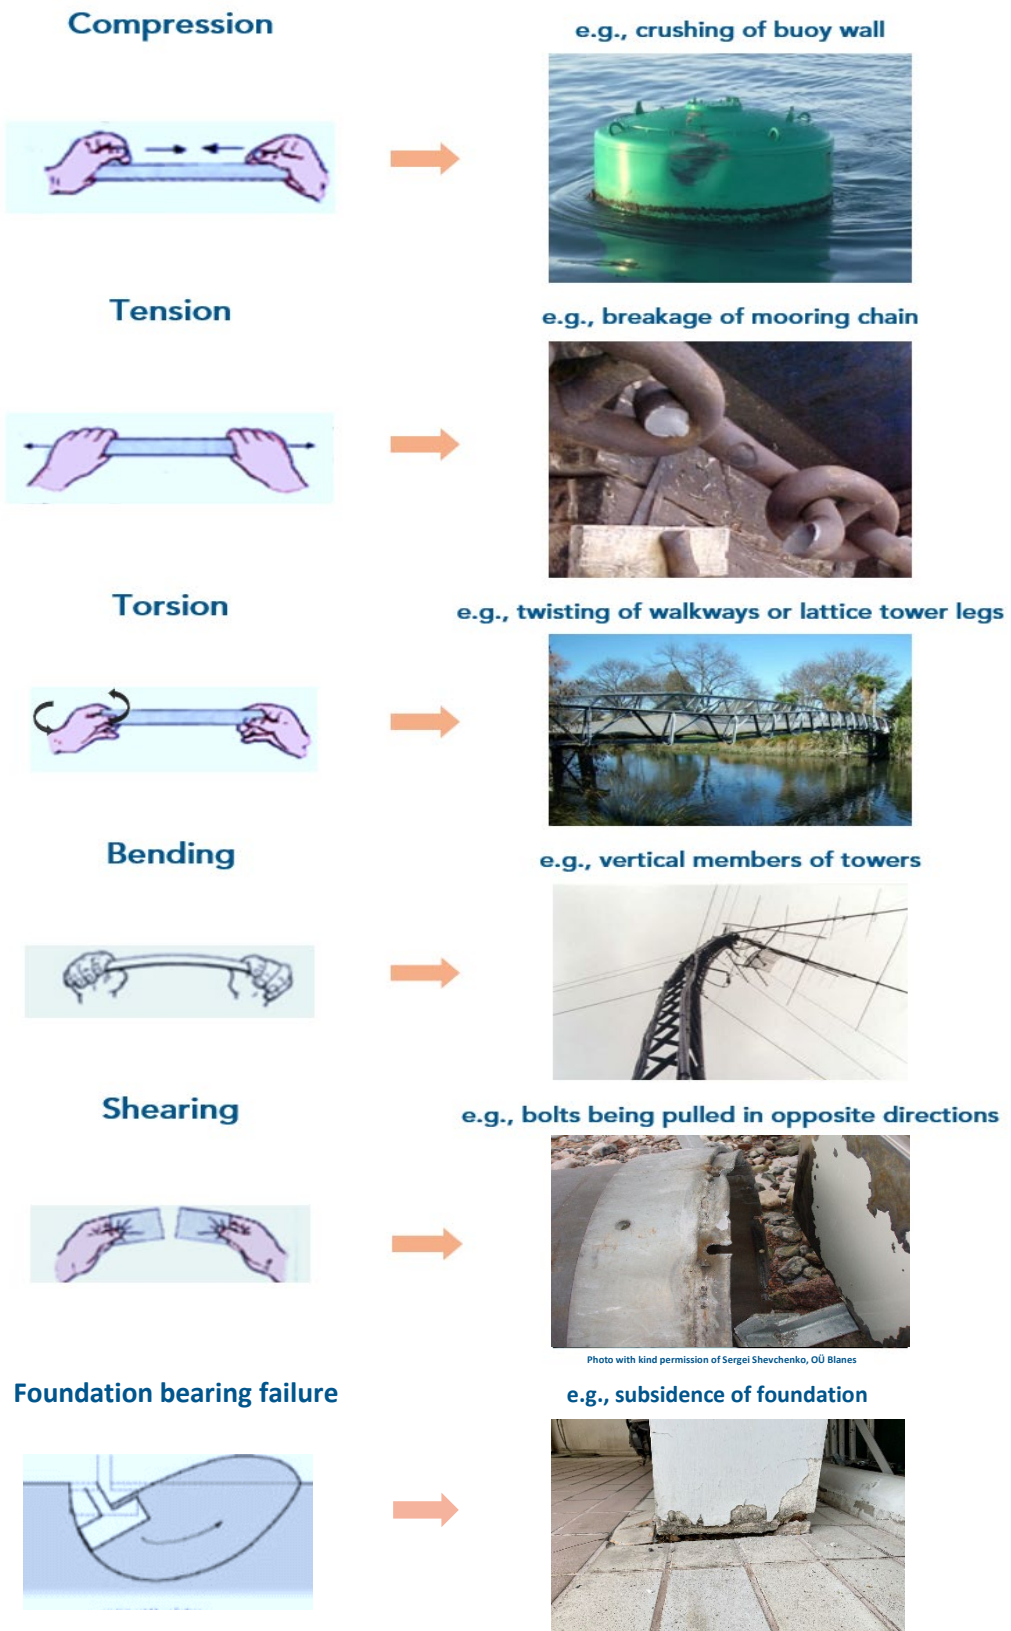 Compression
e.g., crushing of buoy wall
Tension
e.g., breakage of mooring chain
Torsion
e.g., twisting of walkways or lattice tower legs
Bending
e.g., vertical members of towers
Shearing
e.g., bolts being pulled in opposite directions
Photo with kind permission of Sergei Shevchenko, OÜ Blanes
Foundation bearing failure
e.g., subsidence of foundation